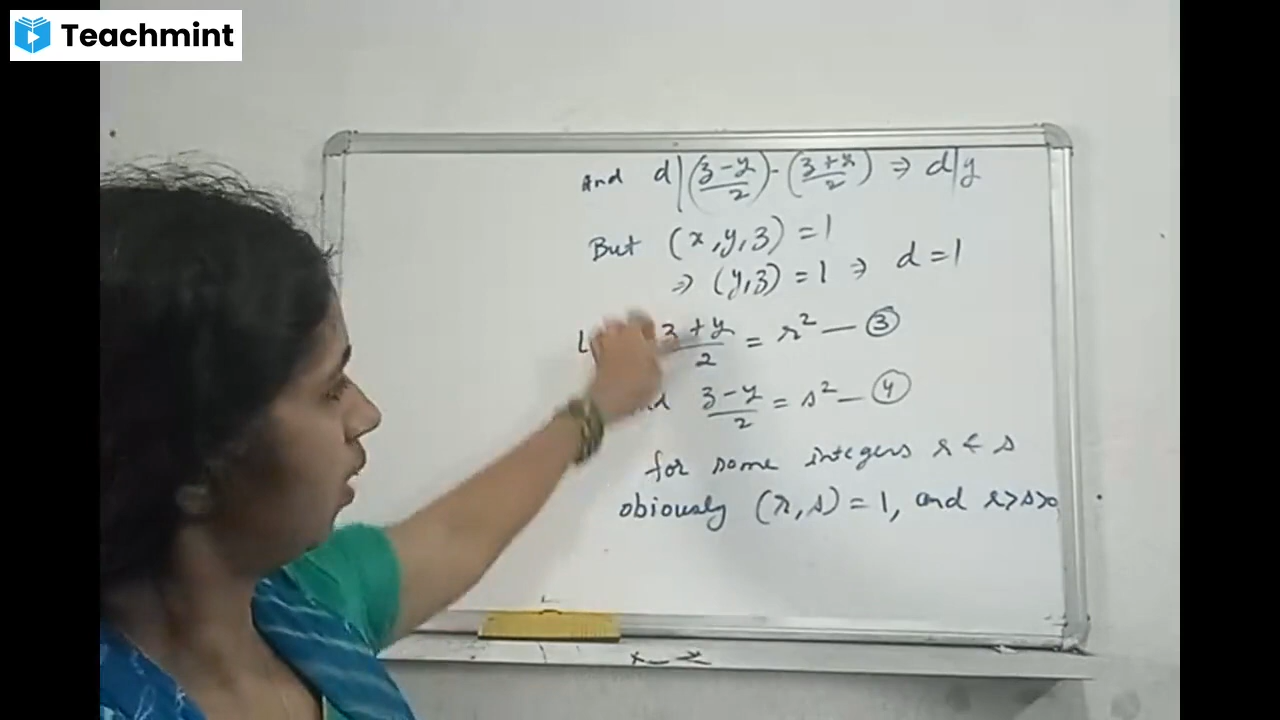 Teachmint
And d|(z-y/2) - (z+y/2) ⇒ d|y
But (x,y,z) = 1
⇒ (y,z) = 1 ⇒ d = 1
z+y/2 = r² — ③
z-y/2 = s² — ④
for some integers r & s
obiously (r,s) = 1, and r>s>0